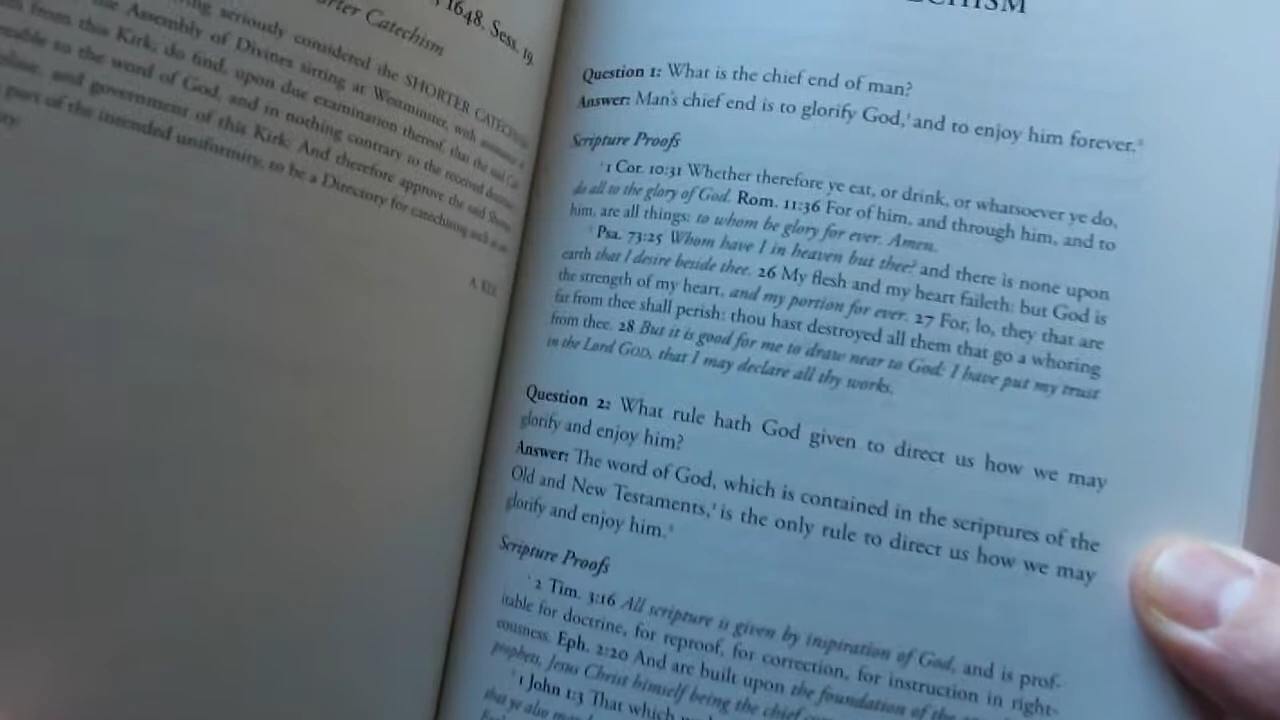 1648. Sess. 19.
Shorter Catechism
seriously considered the SHORTER
Assembly of Divines sitting at Westminster, with
from this Kirk; do find, upon due examination thereof, that the said
to the word of God, and in nothing contrary to the received
and government of this Kirk; And therefore approve the said
part of the intended uniformity, to be a Directory for catechising such
Question 1: What is the chief end of man?
Answer: Man's chief end is to glorify God,¹ and to enjoy him forever.²
Scripture Proofs
¹1 Cor. 10:31 Whether therefore ye eat, or drink, or whatsoever ye do,
do all to the glory of God. Rom. 11:36 For of him, and through him, and to
him, are all things: to whom be glory for ever. Amen.
²Psa. 73:25 Whom have I in heaven but thee? and there is none upon
earth that I desire beside thee. 26 My flesh and my heart faileth: but God is
the strength of my heart, and my portion for ever. 27 For, lo, they that are
far from thee shall perish: thou hast destroyed all them that go a whoring
from thee. 28 But it is good for me to draw near to God: I have put my trust
in the Lord GOD, that I may declare all thy works.
Question 2: What rule hath God given to direct us how we may
glorify and enjoy him?
Answer: The word of God, which is contained in the scriptures of the
Old and New Testaments,¹ is the only rule to direct us how we may
glorify and enjoy him.²
Scripture Proofs
¹2 Tim. 3:16 All scripture is given by inspiration of God, and is prof-
itable for doctrine, for reproof, for correction, for instruction in right-
eousness. Eph. 2:20 And are built upon the foundation of the
prophets, Jesus Christ himself being the chief
1 John 1:3 That which
that ye also may